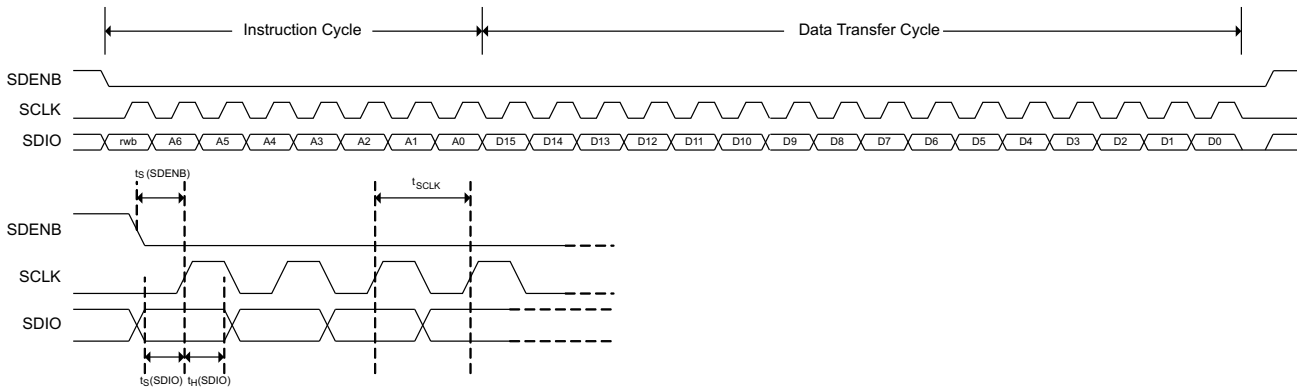 Instruction Cycle
Data Transfer Cycle
SDENB
SCLK
SDIO
rwb A6 A5 A4 A3 A2 A1 A0 D15 D14 D13 D12 D11 D10 D9 D8 D7 D6 D5 D4 D3 D2 D1 D0
tS (SDENB)
tSCLK
SDENB
SCLK
SDIO
tS(SDIO) tH(SDIO)